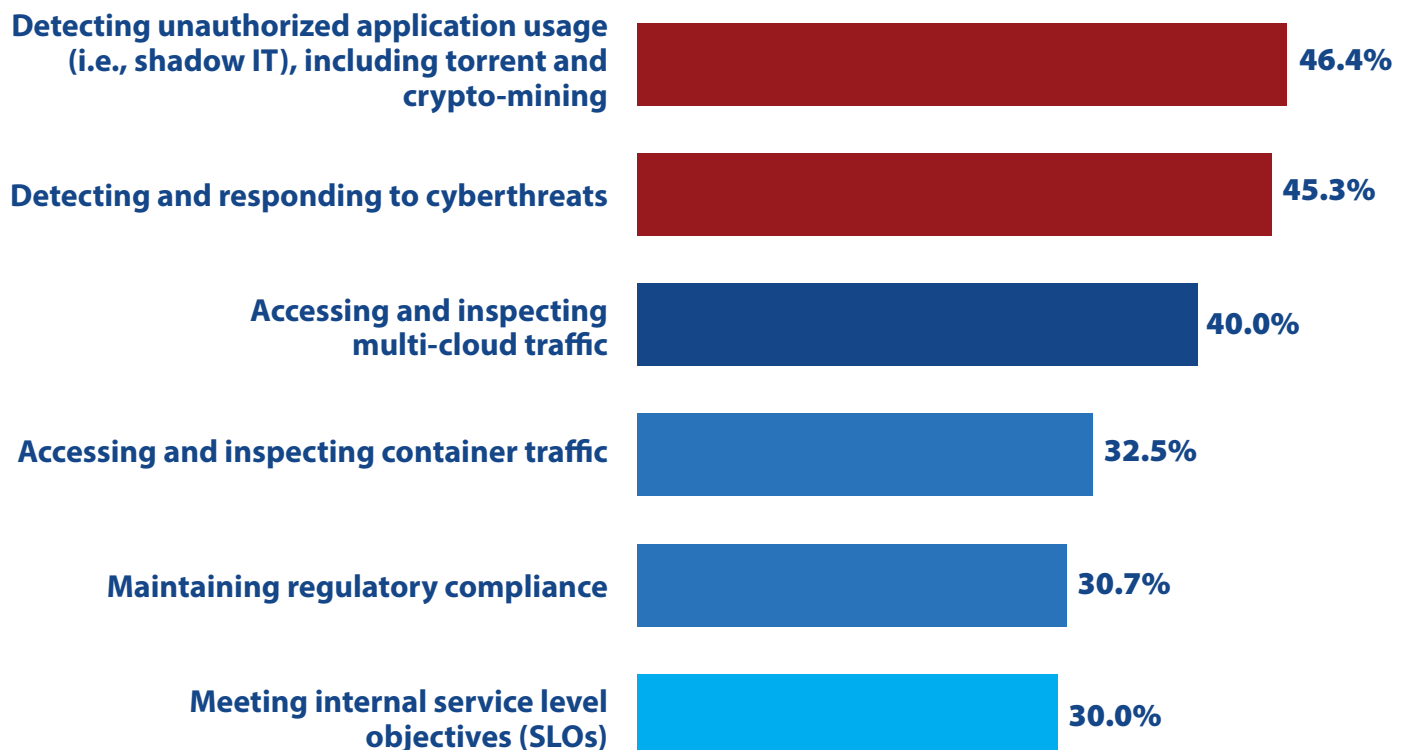 Detecting unauthorized application usage
(i.e., shadow IT), including torrent and
crypto-mining
46.4%
Detecting and responding to cyberthreats
45.3%
Accessing and inspecting
multi-cloud traffic
40.0%
Accessing and inspecting container traffic
32.5%
Maintaining regulatory compliance
30.7%
Meeting internal service level
objectives (SLOs)
30.0%